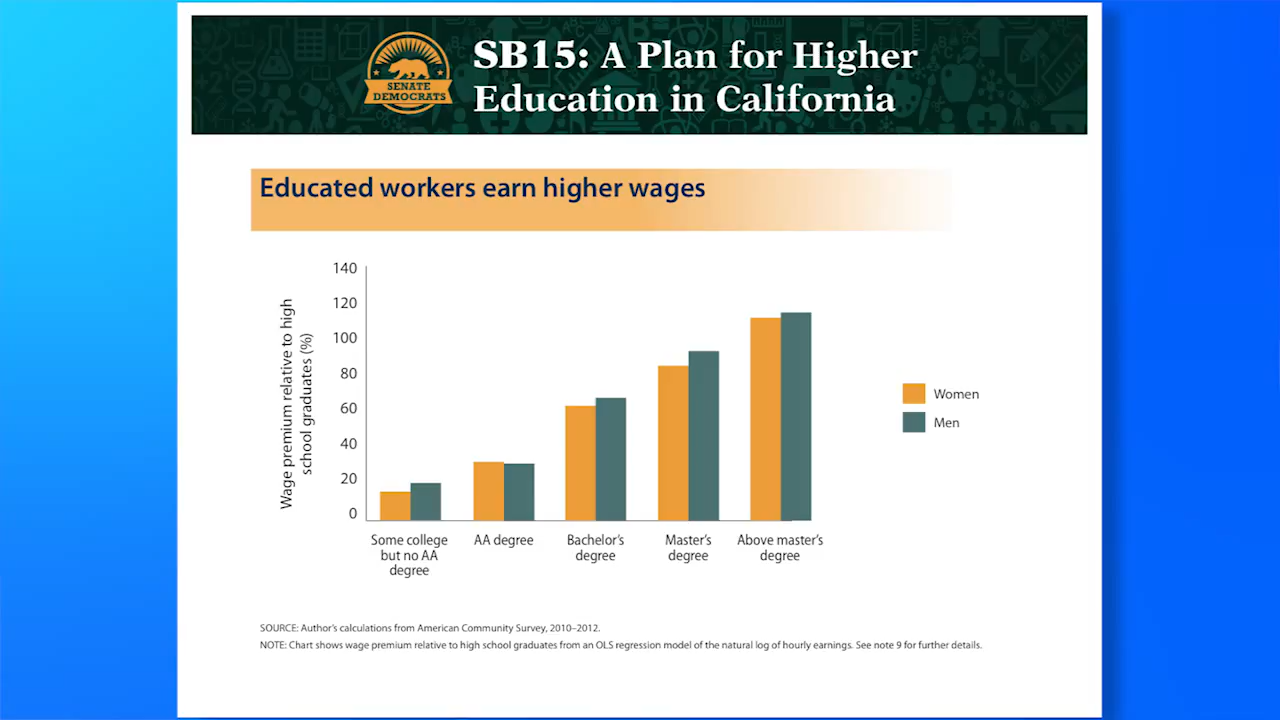 SENATE
DEMOCRATS
SB15: A Plan for Higher
Education in California
Educated workers earn higher wages
Wage premium relative to high
school graduates (%)
140
120
100
80
60
40
20
0
Some college
but no AA
degree
AA degree
Bachelor's
degree
Master's
degree
Above master's
degree
Women
Men
SOURCE: Author's calculations from American Community Survey, 2010–2012.
NOTE: Chart shows wage premium relative to high school graduates from an OLS regression model of the natural log of hourly earnings. See note 9 for further details.